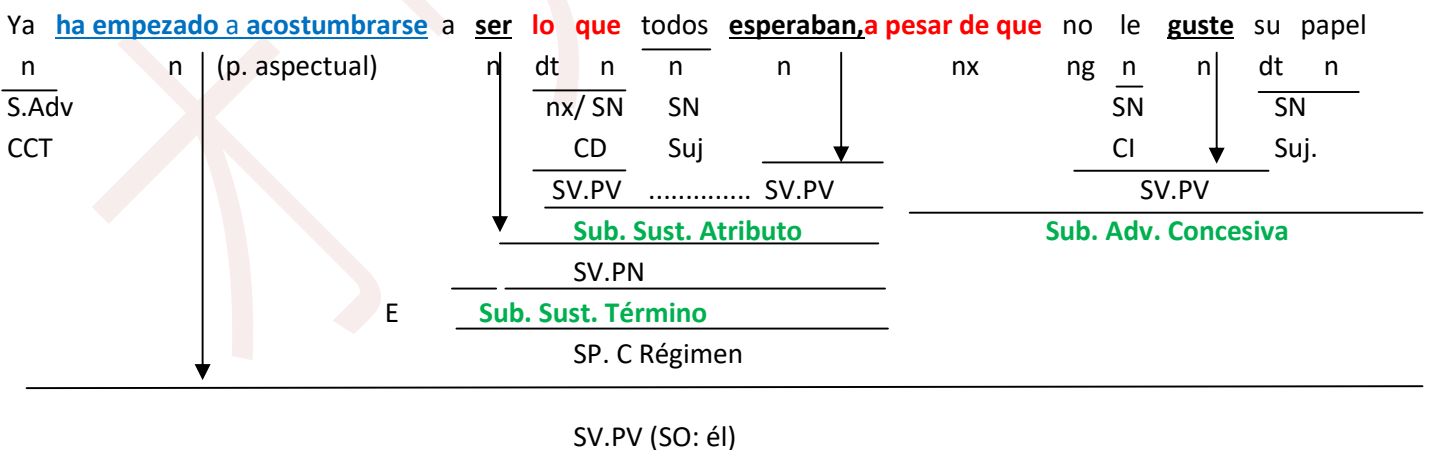 Ya ha empezado a acostumbrarse a ser lo que todos esperaban,a pesar de que no le guste su papel
n n (p. aspectual) n dt n n n nx ng n n dt n
S.Adv nx/ SN SN SN SN
CCT CD Suj CI Suj.
SV.PV .............. SV.PV SV.PV
Sub. Sust. Atributo Sub. Adv. Concesiva
SV.PN
E Sub. Sust. Término
SP. C Régimen
SV.PV (SO: él)